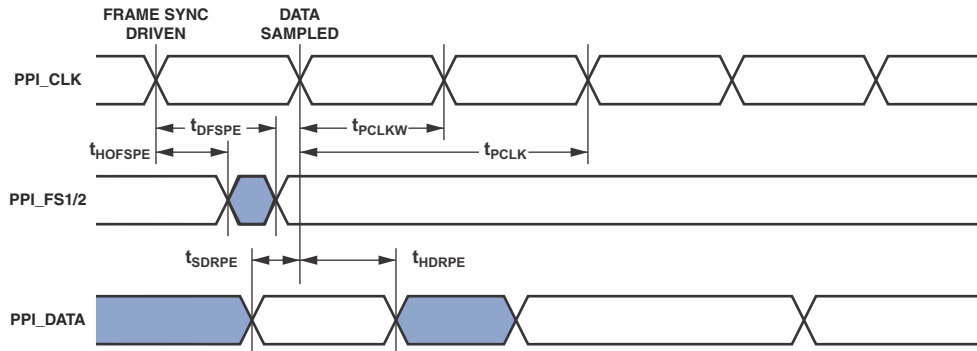 FRAME SYNC
DRIVEN
DATA
SAMPLED
PPI_CLK
tDFSPE
tPCLKW
tHOFSPE
tPCLK
PPI_FS1/2
tSDRPE
tHDRPE
PPI_DATA